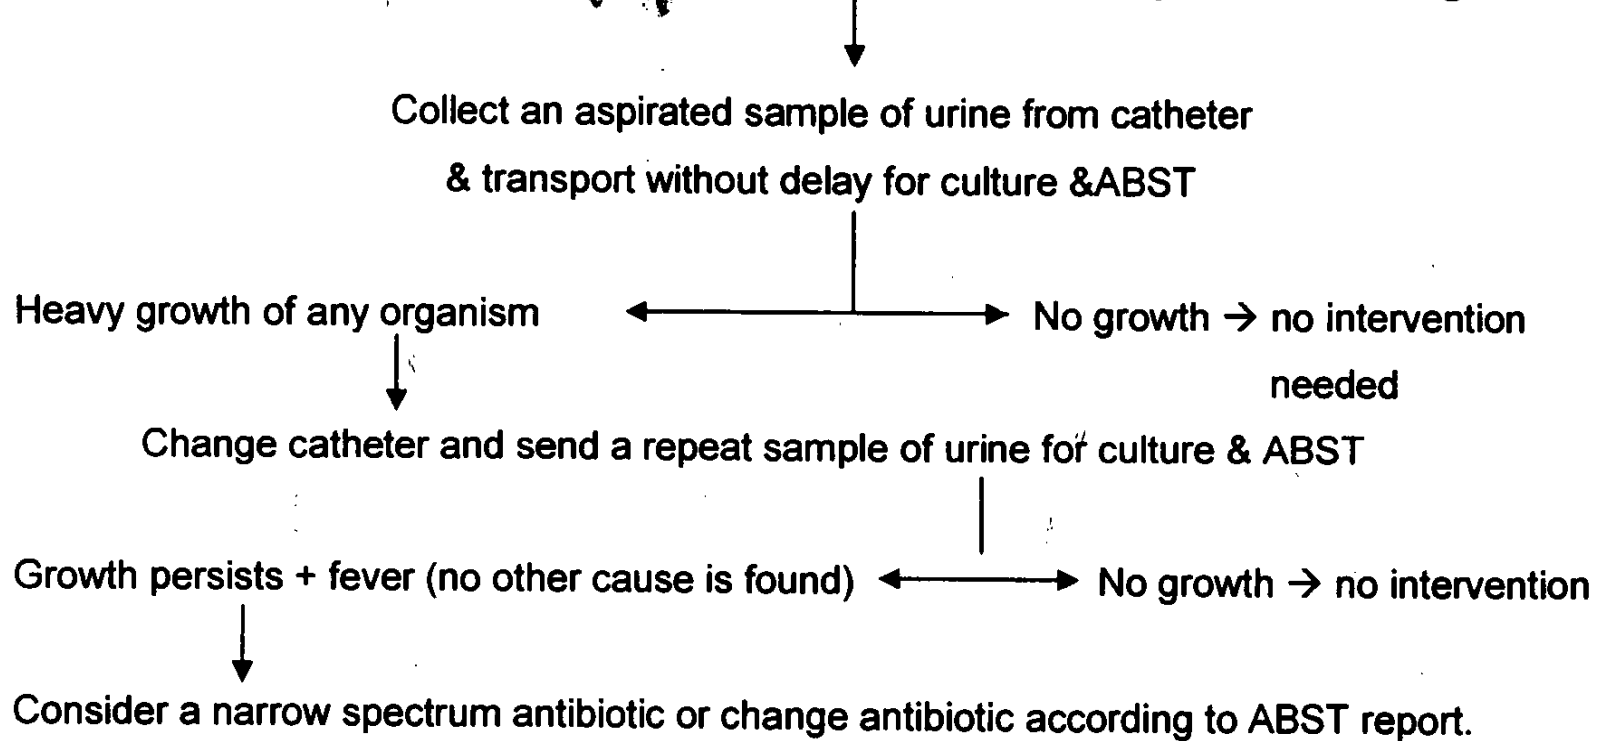 Collect an aspirated sample of urine from catheter
& transport without delay for culture &ABST
Heavy growth of any organism
No growth → no intervention
needed
Change catheter and send a repeat sample of urine for culture & ABST
Growth persists + fever (no other cause is found)
No growth → no intervention
Consider a narrow spectrum antibiotic or change antibiotic according to ABST report.